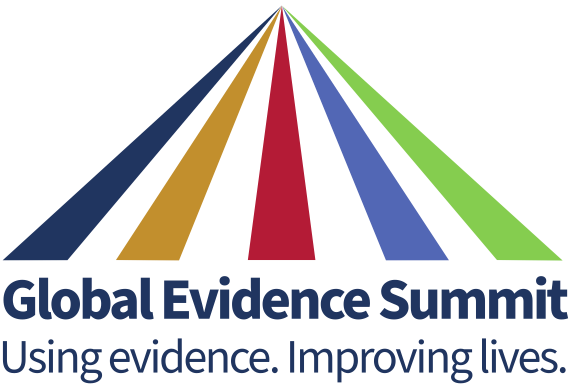 Global Evidence Summit
Using evidence. Improving lives.